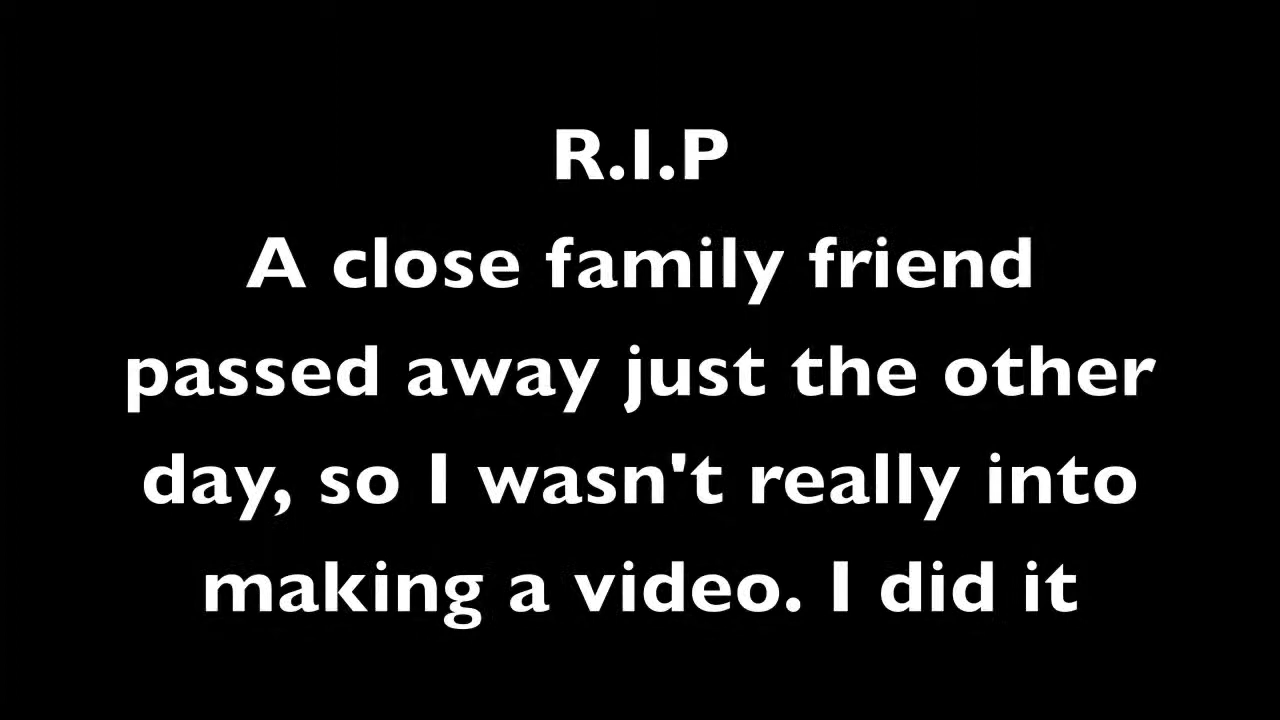 R.I.P
A close family friend
passed away just the other
day, so I wasn't really into
making a video. I did it